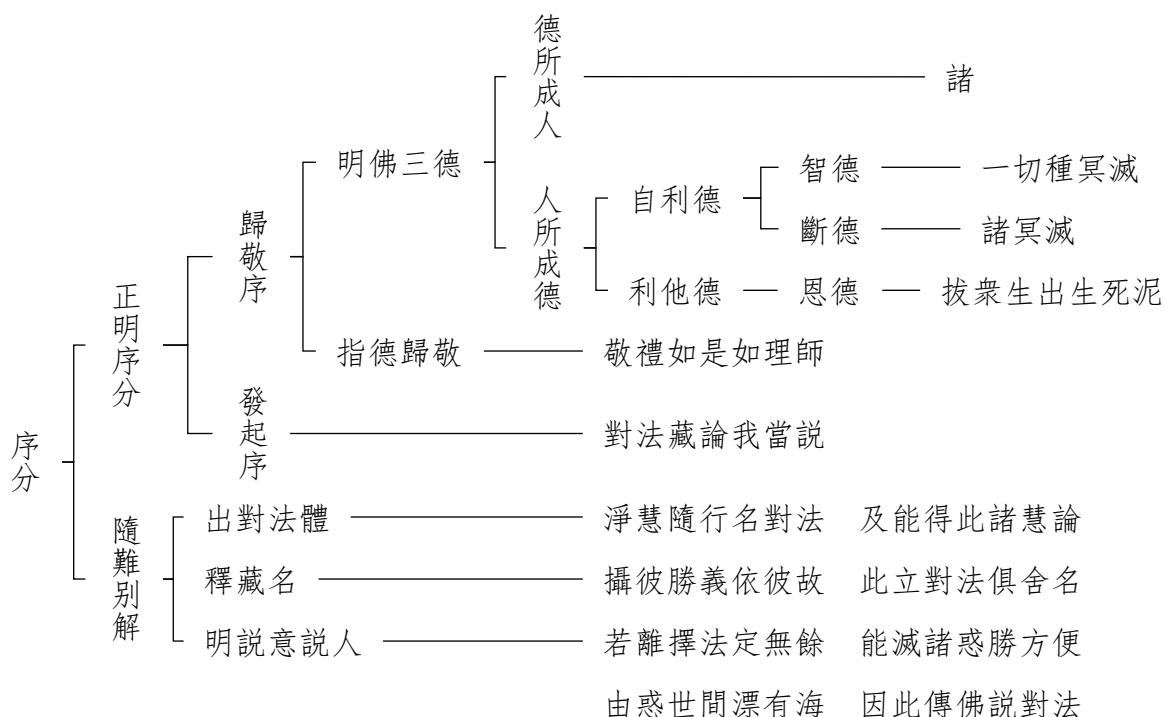 序分
正明序分
歸敬序
明佛三德
德所成人
諸
人所成德
自利德
智德
一切種冥滅
斷德
諸冥滅
利他德
恩德
拔衆生出生死泥
指德歸敬
敬禮如是如理師
發起序
對法藏論我當説
隨難別解
出對法體
淨慧隨行名對法　及能得此諸慧論
釋藏名
攝彼勝義依彼故　此立對法俱舍名
明説意説人
若離擇法定無餘　能滅諸惑勝方便
由惑世間漂有海　因此傳佛説對法